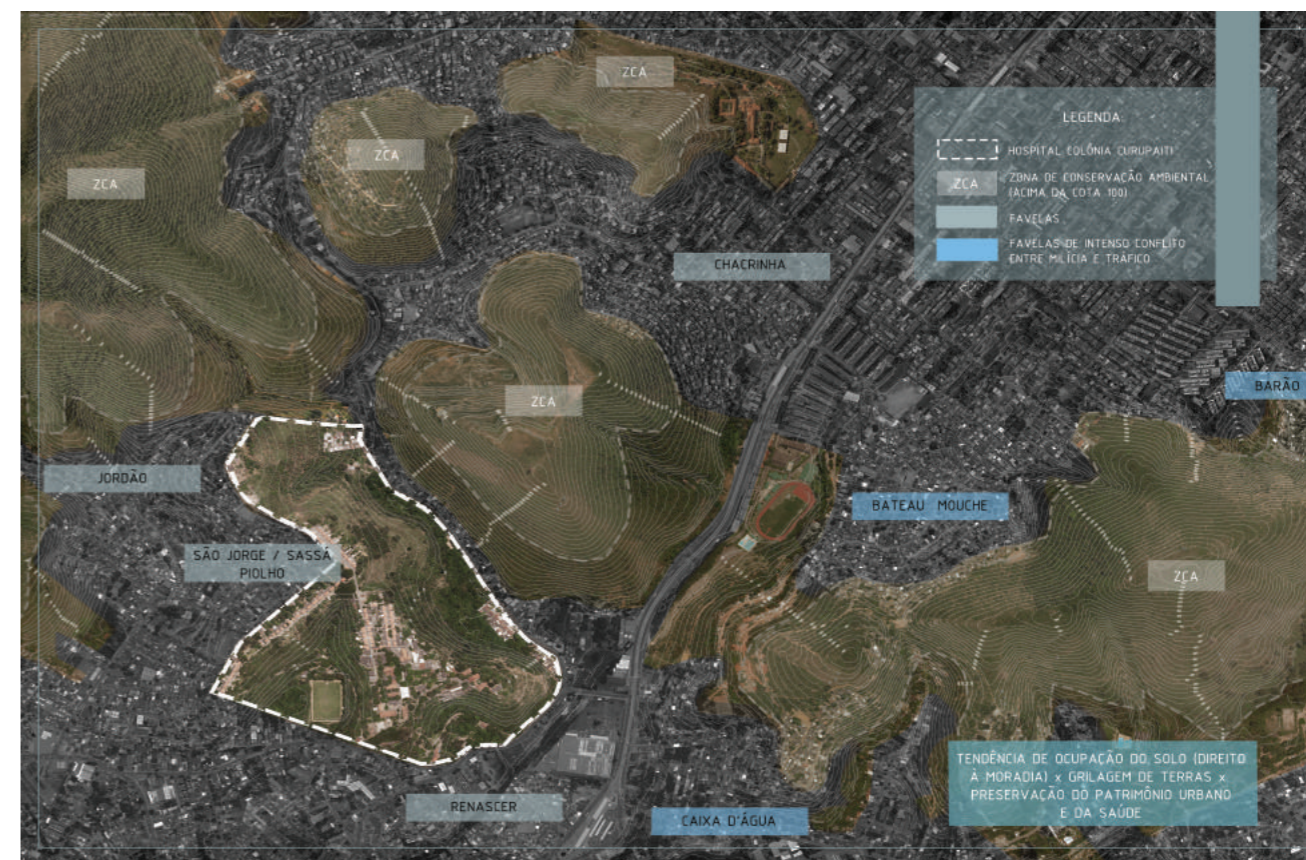 ZCA
ZCA
ZCA
LEGENDA:
HOSPITAL COLÔNIA CURUPAITI
ZCA
ZONA DE CONSERVAÇÃO AMBIENTAL
(ACIMA DA COTA 100)
FAVELAS
FAVELAS DE INTENSO CONFLITO
ENTRE MILÍCIA E TRÁFICO
CHACRINHA
ZCA
BARÃO
JORDÃO
BATEAU MOUCHE
SÃO JORGE / SASSÁ
PIOLHO
ZCA
RENASCER
CAIXA D'ÁGUA
TENDÊNCIA DE OCUPAÇÃO DO SOLO (DIREITO
À MORADIA) x GRILAGEM DE TERRAS x
PRESERVAÇÃO DO PATRIMÔNIO URBANO
E DA SAÚDE